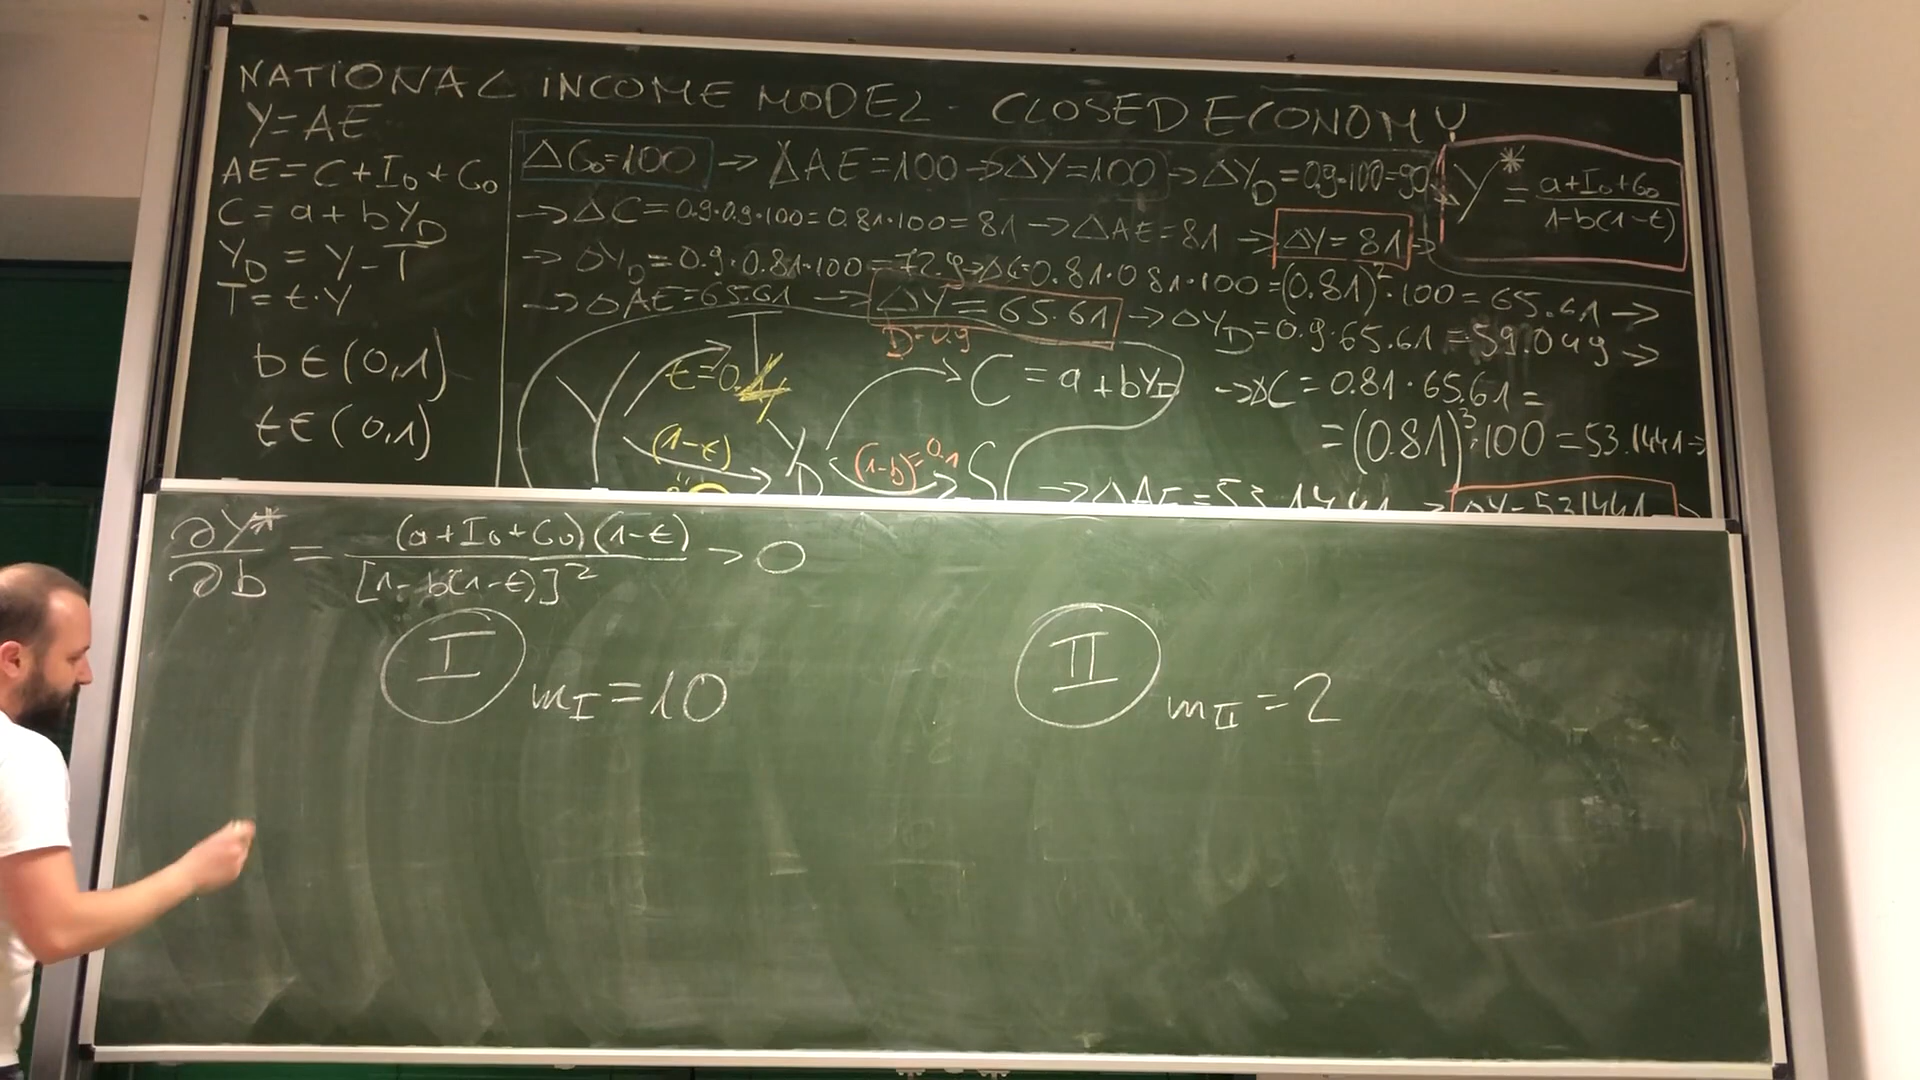 NATIONAL INCOME MODEL - CLOSED ECONOMY
Y=AE
AE=C+I₀+G₀
C=a+bY_D
Y_D=Y-T
T=t·Y
b∈(0,1)
t∈(0,1)
ΔG₀=100 → ΔAE=100 → ΔY=100 → ΔY_D=0.9·100=90
→ ΔC=0.9·0.9·100=0.81·100=81 → ΔAE=81 → ΔY=81 →
→ ΔY_D=0.9·0.81·100=72.9 → ΔC=0.81·0.81·100=(0.81)²·100=65.61 →
→ ΔAE=65.61 → ΔY=65.61 → ΔY_D=0.9·65.61=59.049 →
→ ΔC=0.81·65.61=
=(0.81)³·100=53.1441 →
→ ΔAE=53.1441 → ΔY=53.1441 →
Y*=(a+I₀+G₀)/(1-b(1-t))
b=0.9
T
t=0.1
Y
C=a+bY_D
(1-t)
Y_D
(1-b)=0.1
S
∂Y*/∂b=(a+I₀+G₀)(1-t)/[1-b(1-t)]²>0
I
m_I=10
II
m_II=2